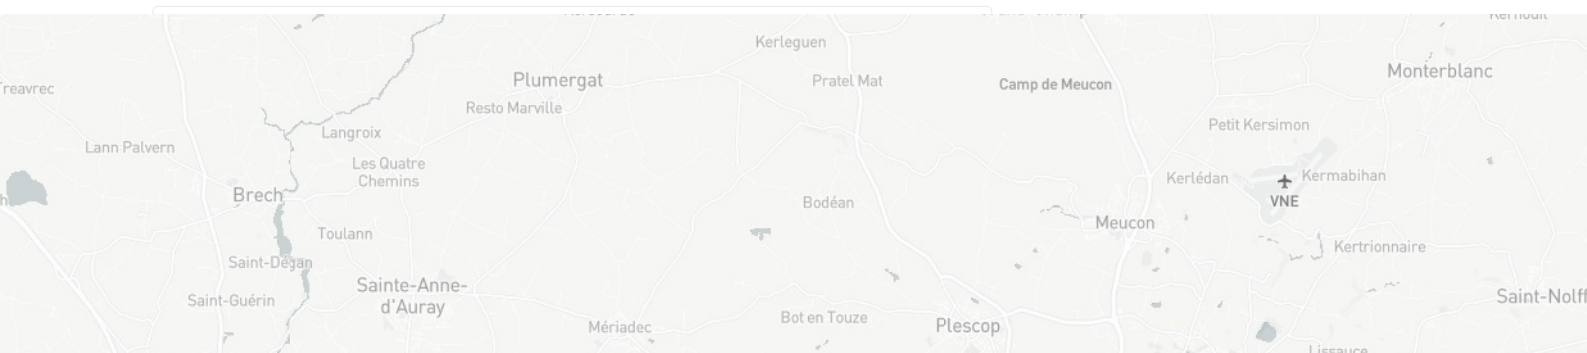 Kerleguen
Monterblanc
Plumergat
Pratel Mat
Camp de Meucon
Treavrec
Resto Marville
Petit Kersimon
Langroix
Lann Palvern
Les Quatre
Chemins
Kermabihan
Kerlédan
Brech
VNE
Bodéan
Meucon
Toulann
Kertrionnaire
Saint-Dégan
Sainte-Anne-
d'Auray
Saint-Nolff
Saint-Guérin
Bot en Touze
Plescop
Mériadec
Lissauce